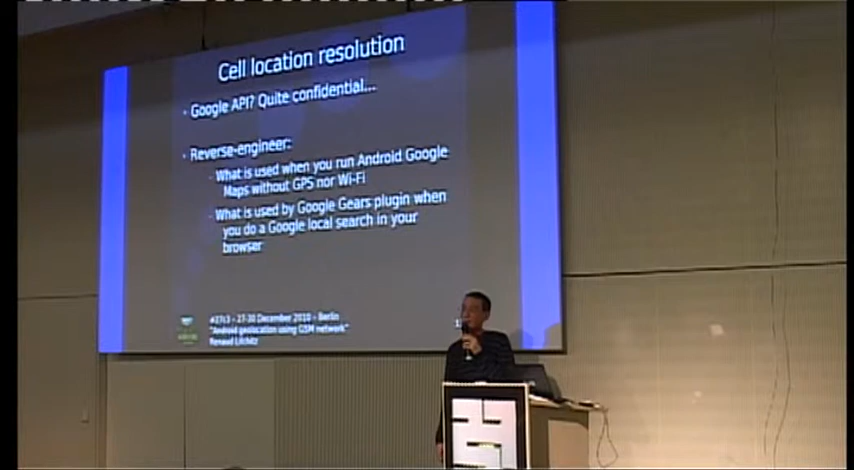 Cell location resolution
Google API? Quite confidential...
Reverse-engineer:
What is used when you run Android Google
Maps without GPS nor Wi-Fi
What is used by Google Gears plugin when
you do a Google local search in your
browser
#27c3 - 27-30 December 2010 - Berlin
"Android geolocation using GSM network"
Renaud Lifchitz